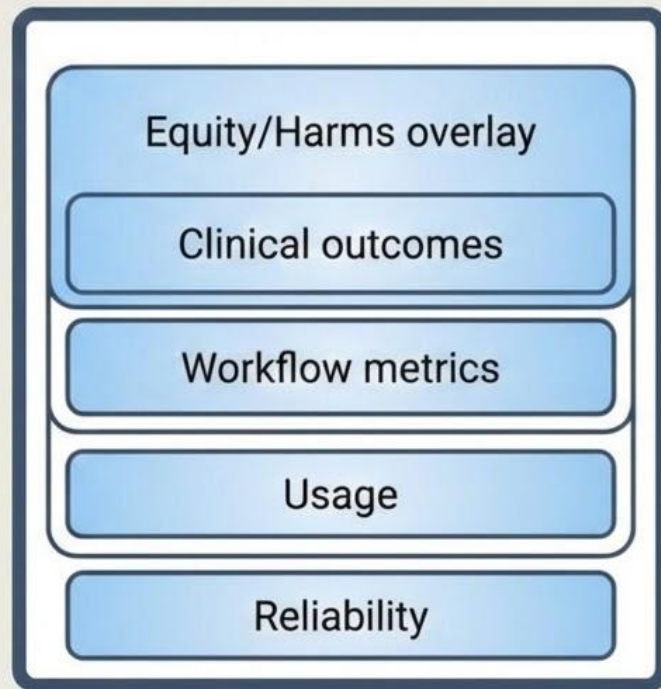 Equity/Harms overlay
Clinical outcomes
Workflow metrics
Usage
Reliability